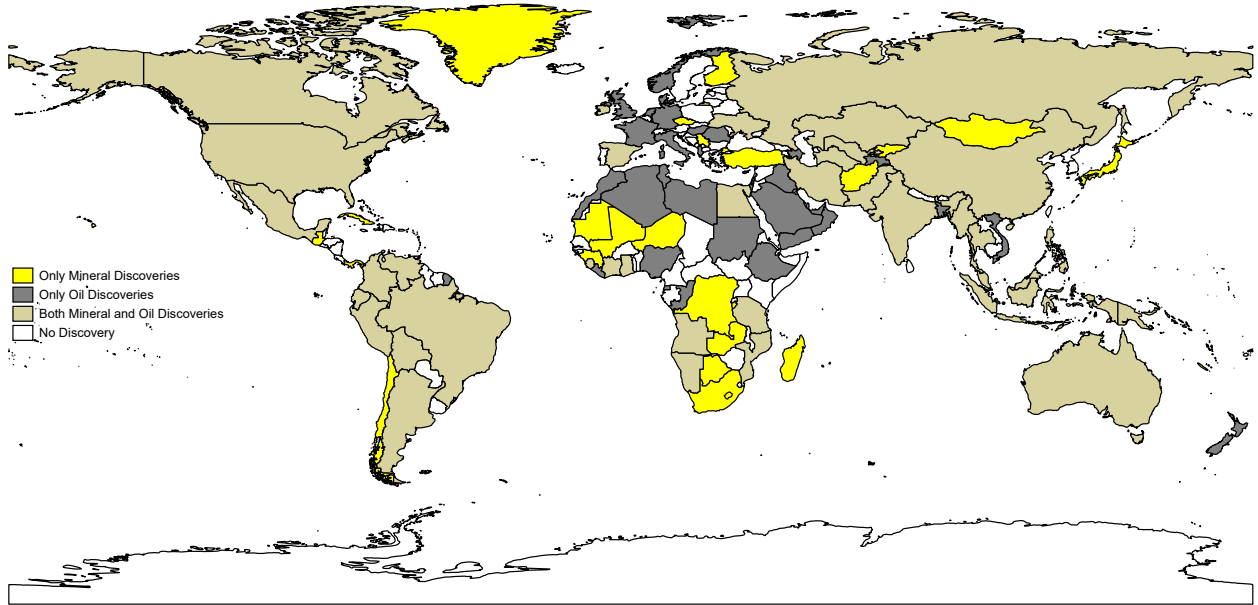 Only Mineral Discoveries
Only Oil Discoveries
Both Mineral and Oil Discoveries
No Discovery